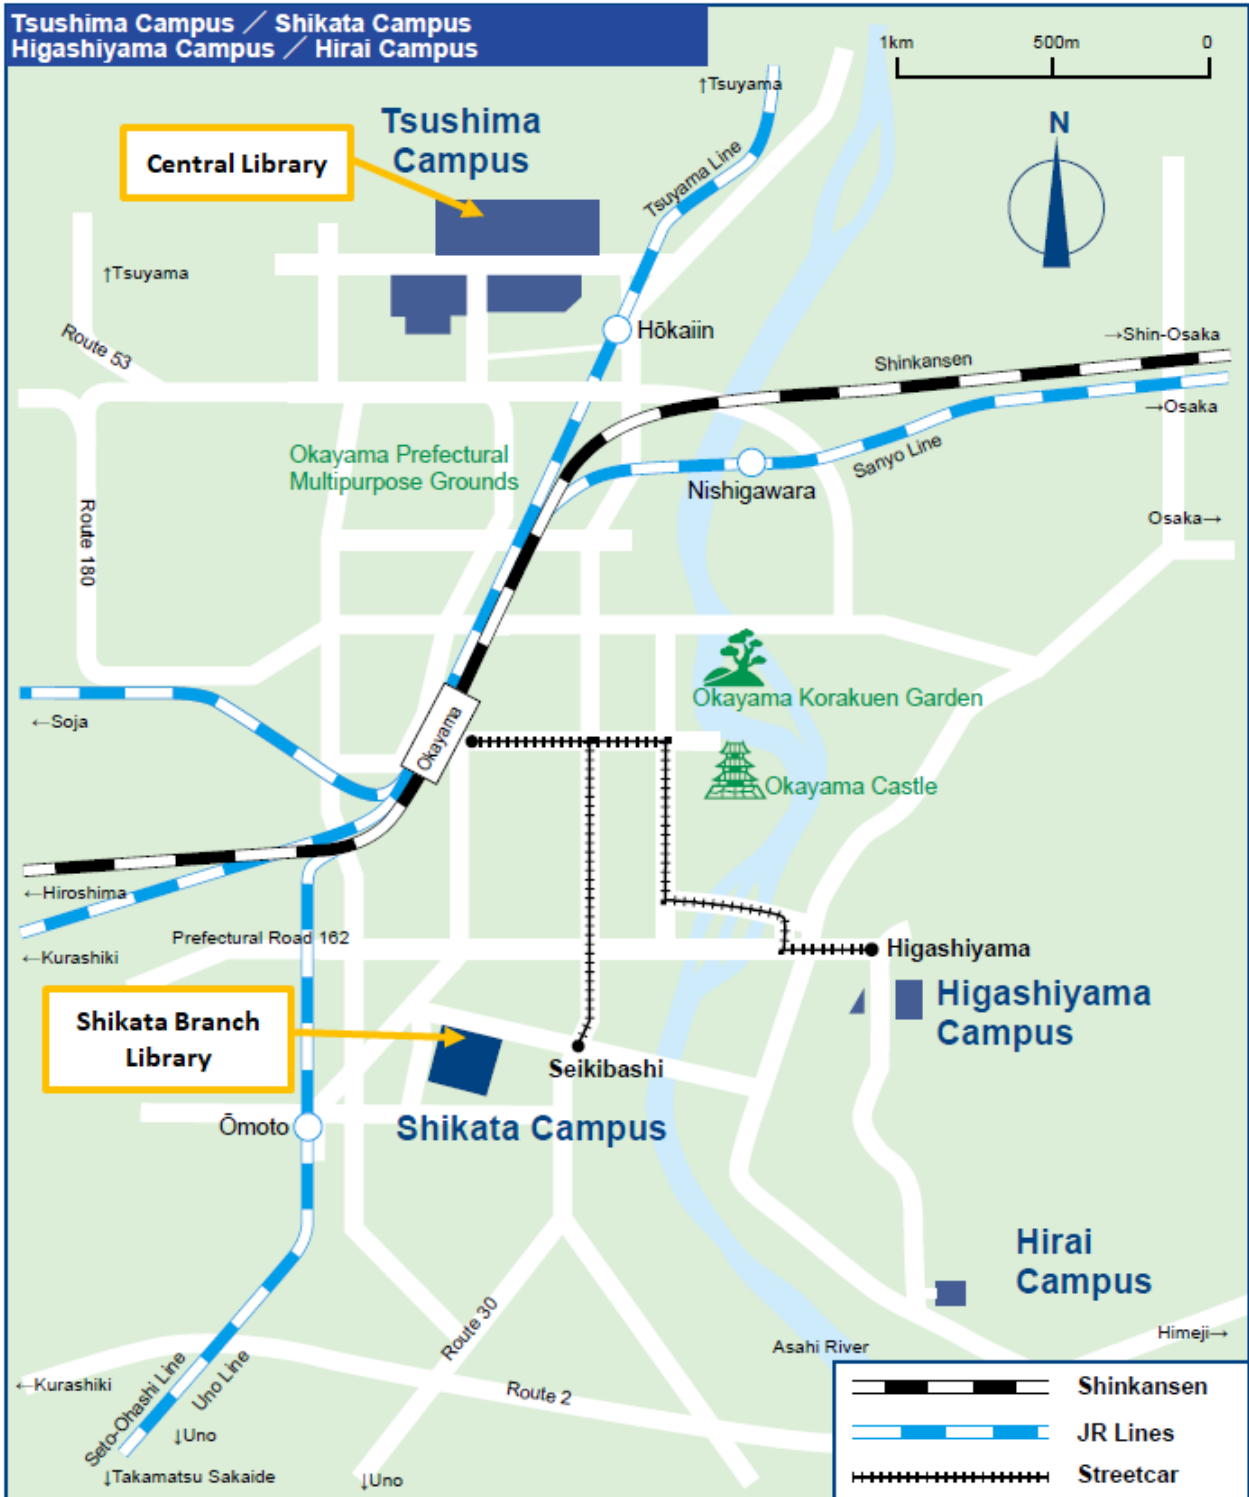 Tsushima Campus ／ Shikata Campus
Higashiyama Campus ／ Hirai Campus
1km 500m 0
↑Tsuyama
Tsushima
Campus
Central Library
N
Tsuyama Line
↑Tsuyama
Route 53
Hōkaiin
→Shin-Osaka
Shinkansen
→Osaka
Sanyo Line
Okayama Prefectural
Multipurpose Grounds
Nishigawara
Route 180
Osaka→
Okayama Korakuen Garden
←Soja
Okayama
Okayama Castle
←Hiroshima
Prefectural Road 162
←Kurashiki
Higashiyama
Higashiyama
Campus
Shikata Branch
Library
Seikibashi
Ōmoto
Shikata Campus
Hirai
Campus
Route 30
Asahi River
Himeji→
←Kurashiki
Seto-Ohashi Line
Uno Line
Route 2
↓Uno
↓Takamatsu Sakaide
↓Uno
Shinkansen
JR Lines
Streetcar